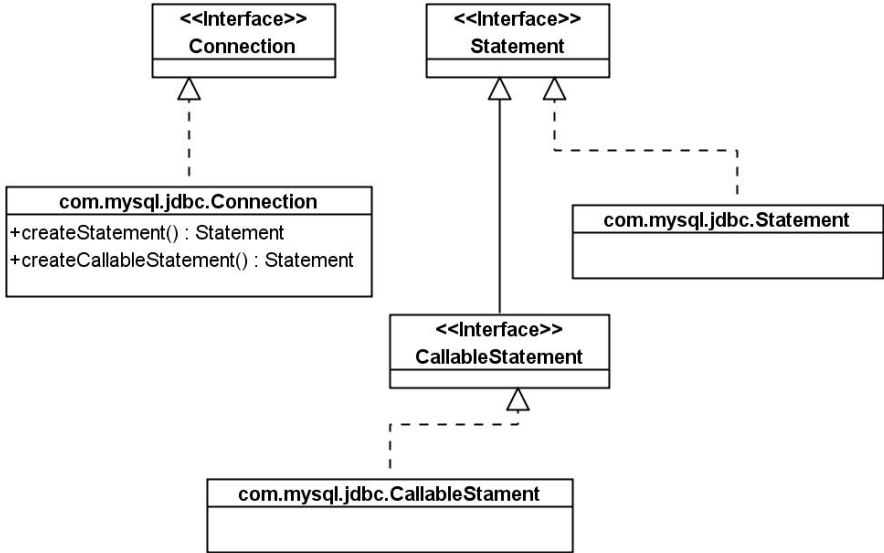 <<Interface>>
Connection
<<Interface>>
Statement
com.mysql.jdbc.Connection
+createStatement() : Statement
+createCallableStatement() : Statement
com.mysql.jdbc.Statement
<<Interface>>
CallableStatement
com.mysql.jdbc.CallableStament